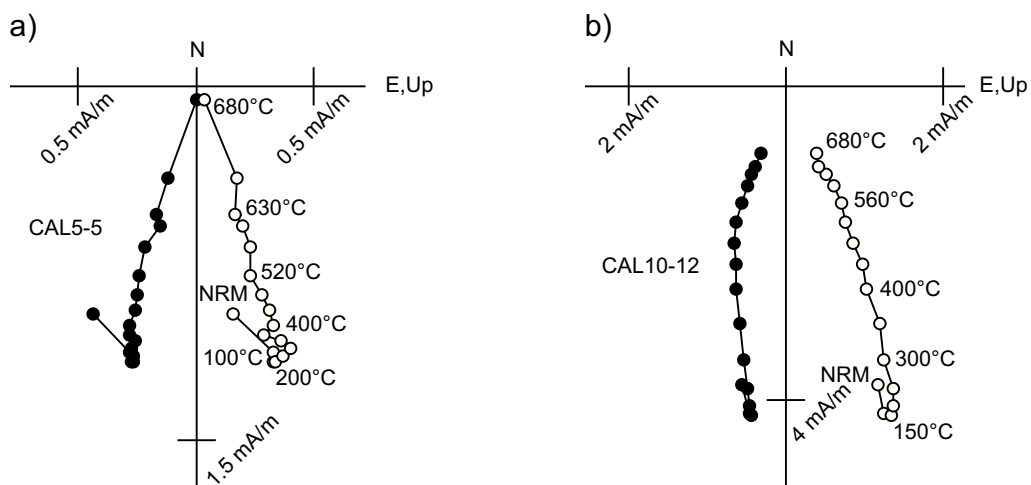 a)
N
E,Up
0.5 mA/m
0.5 mA/m
680°C
630°C
CAL5-5
520°C
NRM
400°C
100°C
200°C
1.5 mA/m
b)
N
E,Up
2 mA/m
2 mA/m
680°C
560°C
CAL10-12
400°C
300°C
NRM
4 mA/m
150°C